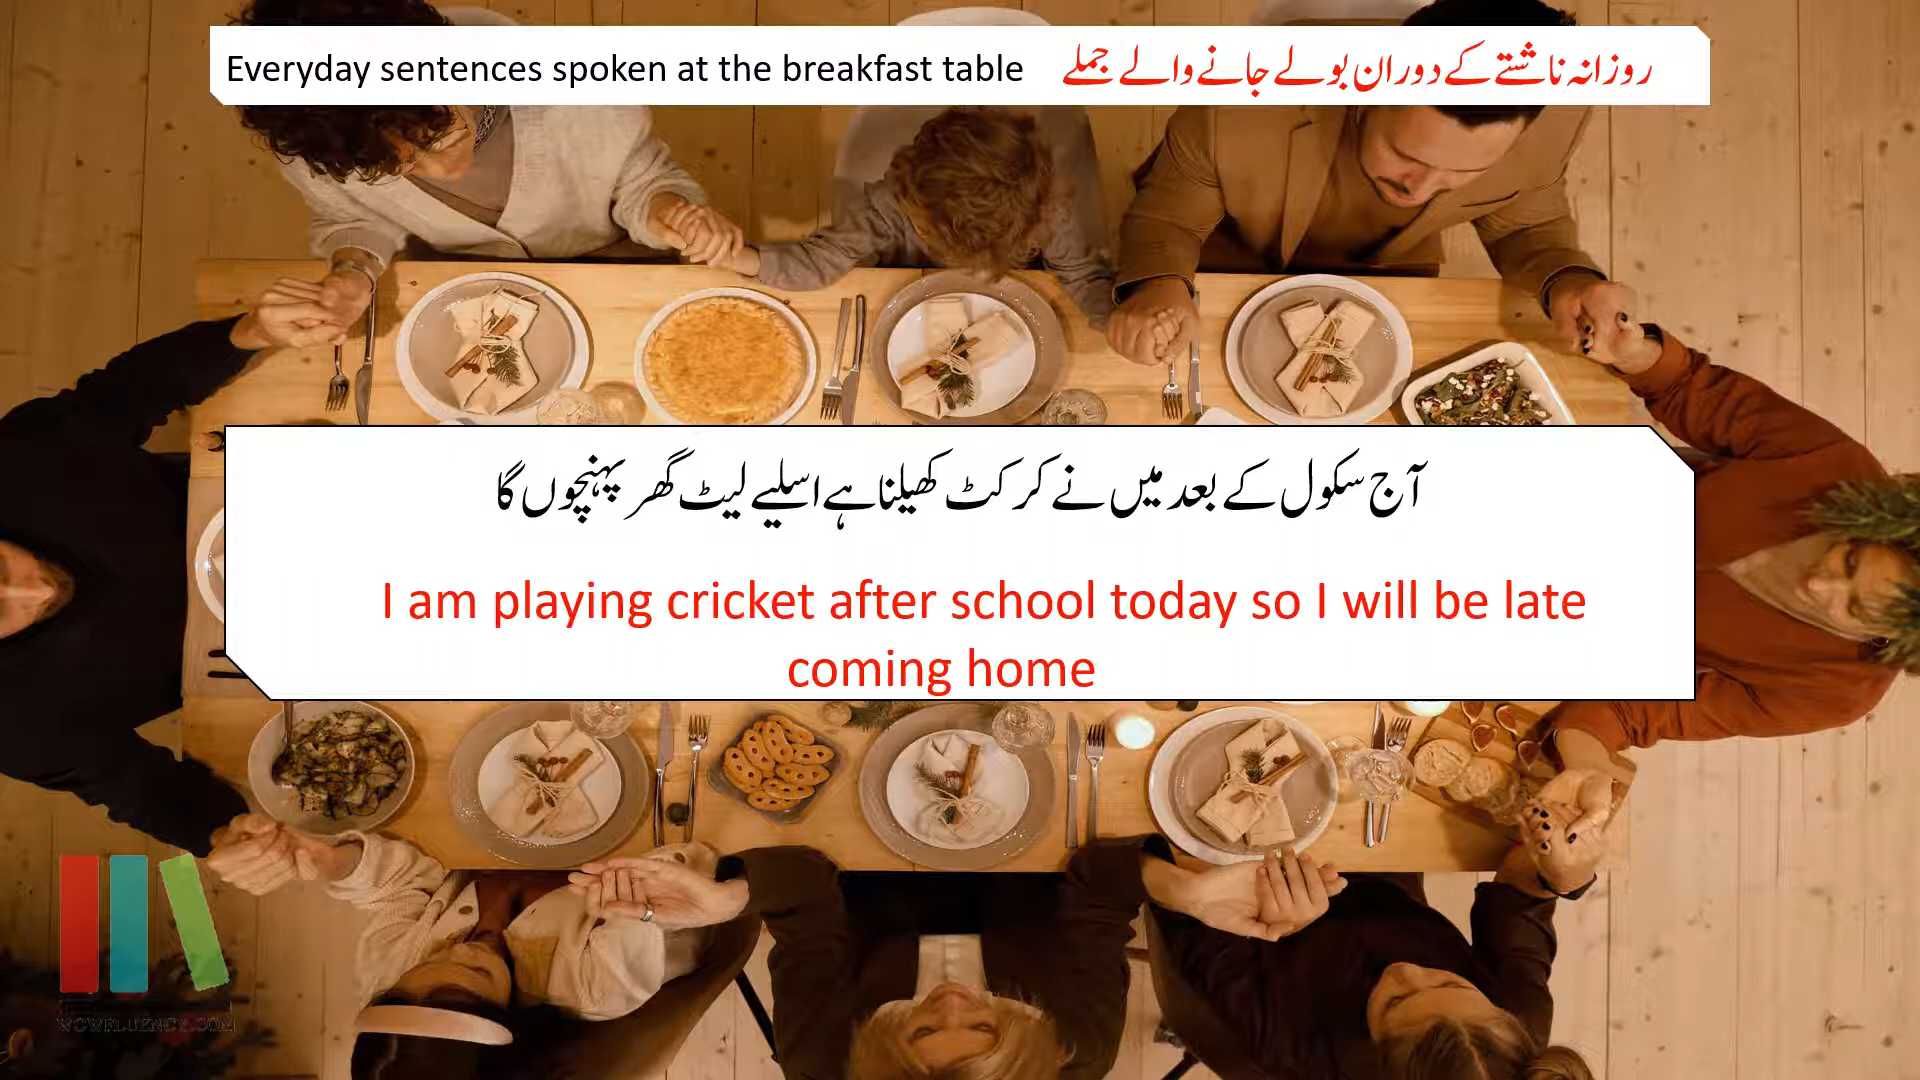 Everyday sentences spoken at the breakfast table روزانہ ناشتے کے دوران بولے جانے والے جملے
آج سکول کے بعد میں نے کرکٹ کھیلنا ہے اسلیے لیٹ گھر پہنچوں گا
I am playing cricket after school today so I will be late
coming home
WOWFLUENCY.COM